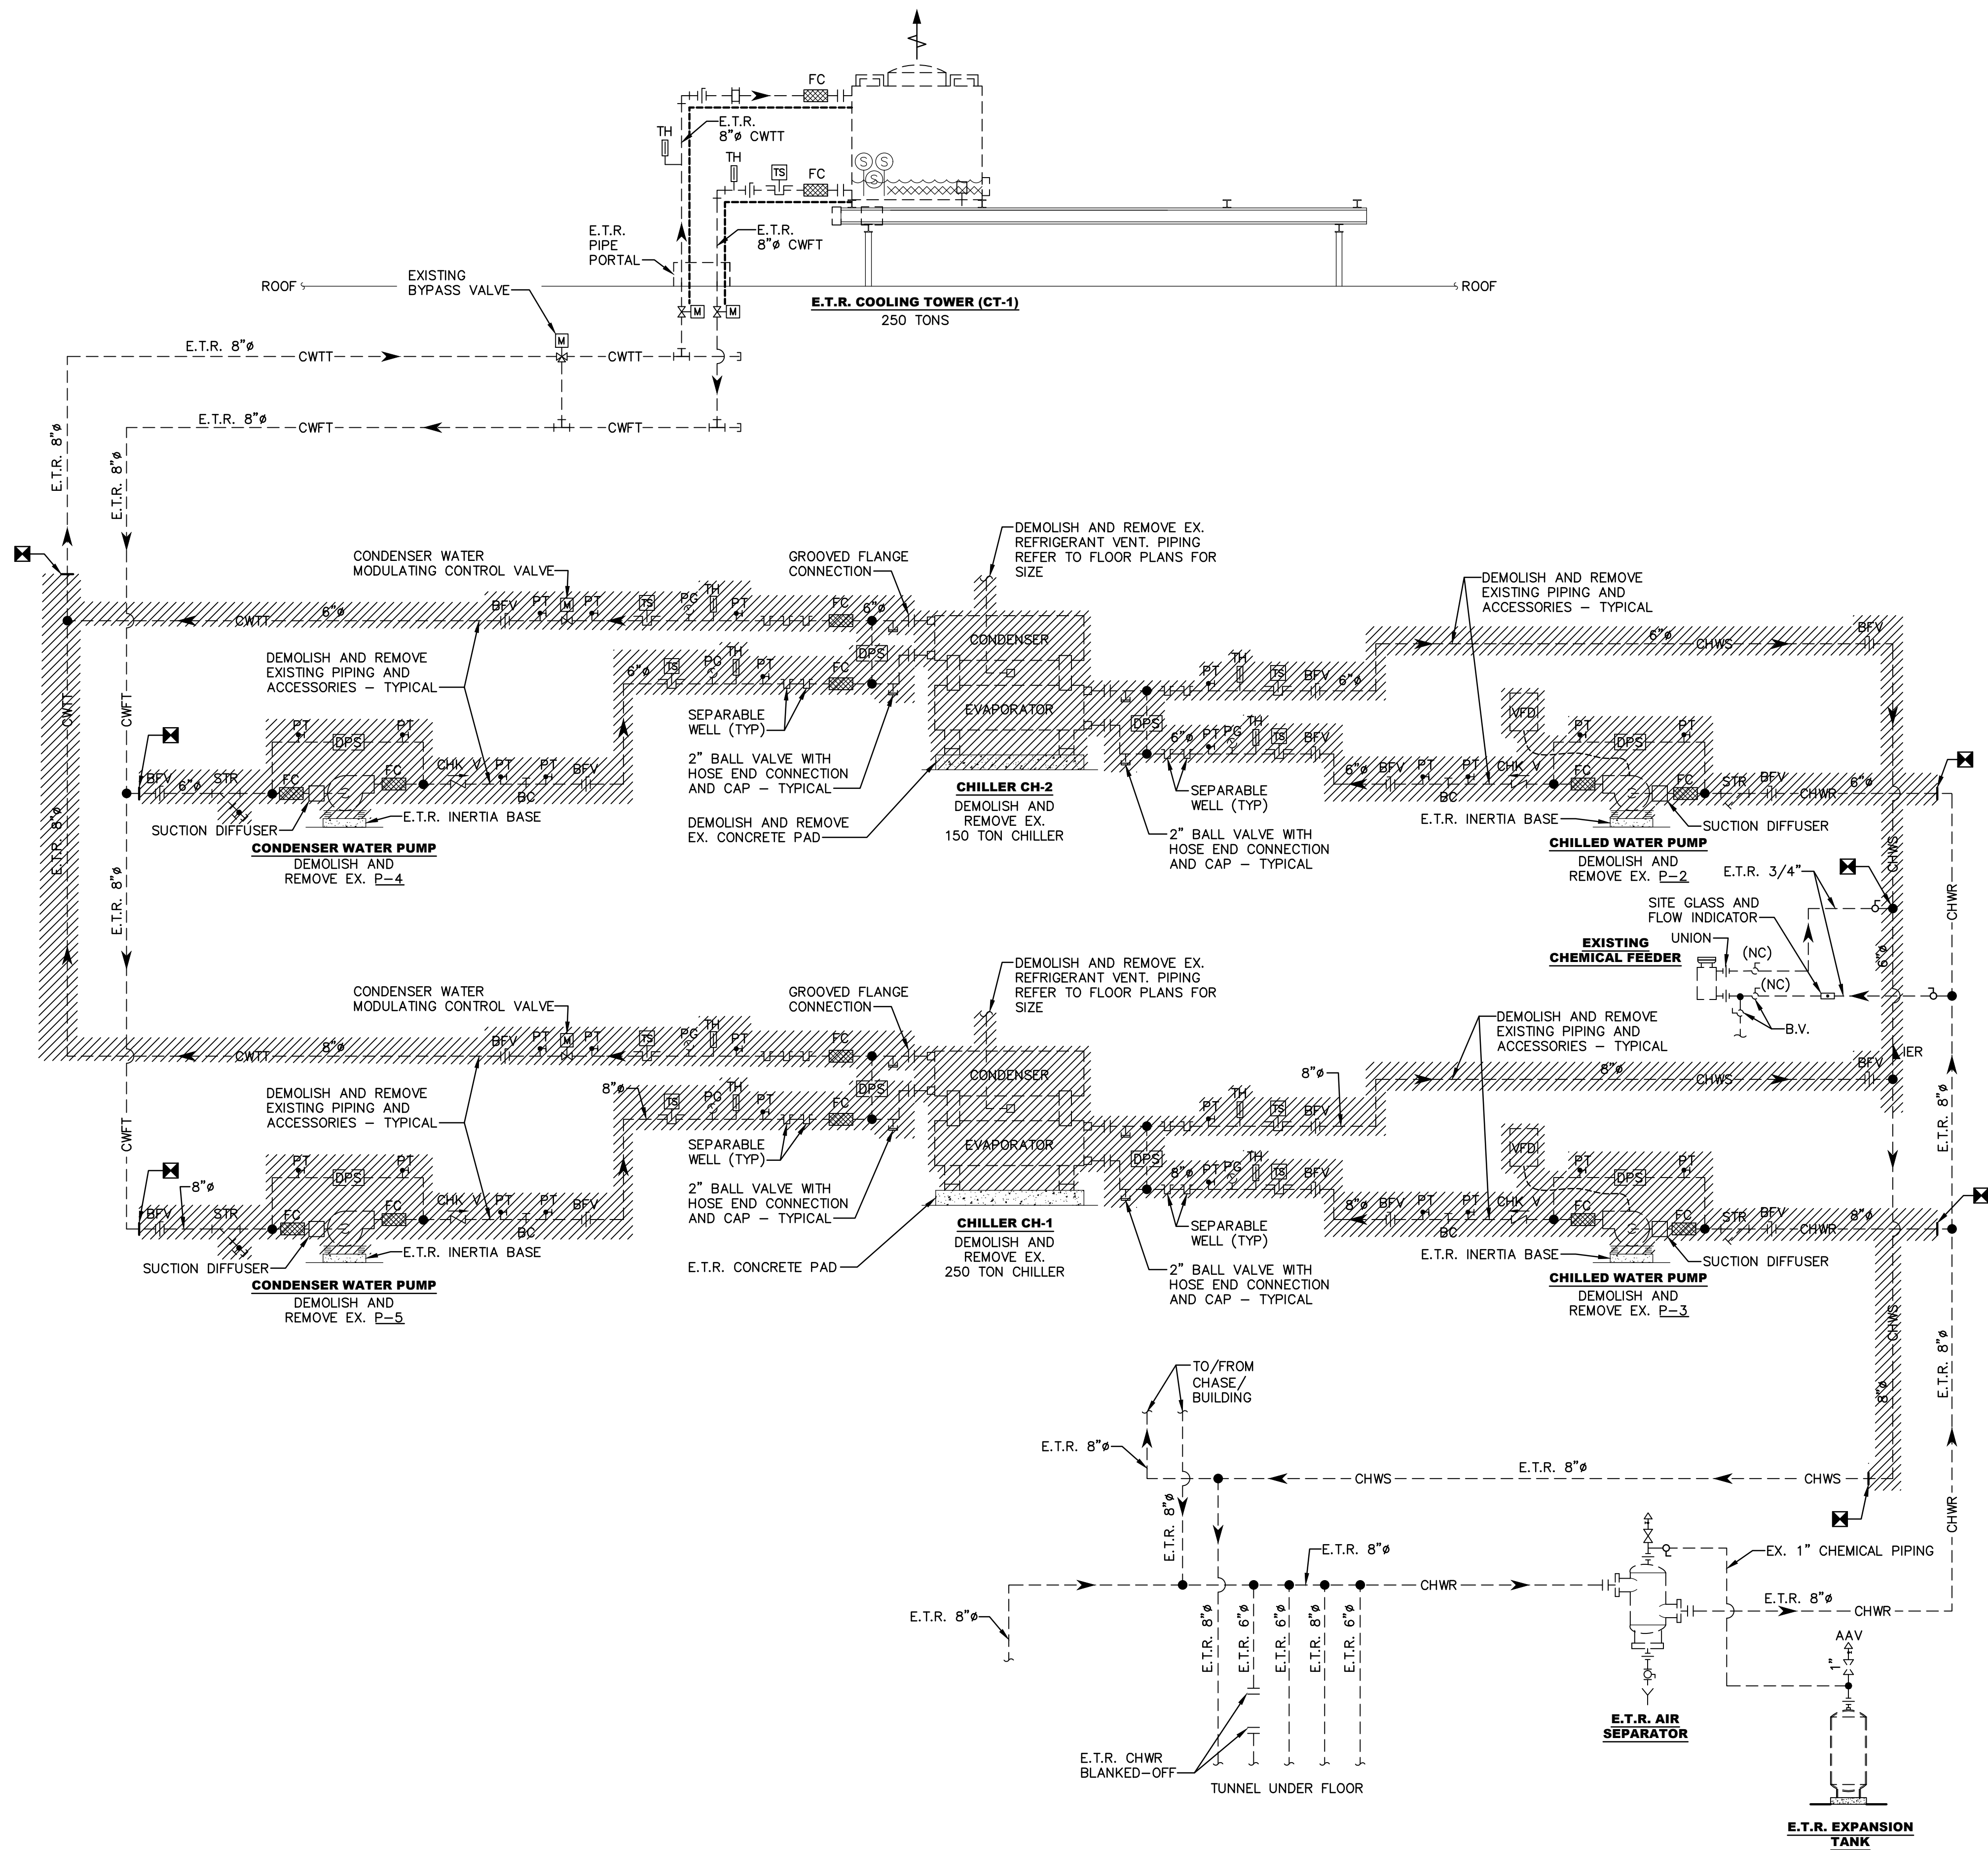 FC
TH
E.T.R.
8"ø CWTT
TH
TS
FC
S
S
S
E.T.R.
PIPE
PORTAL
E.T.R.
8"ø CWFT
EXISTING
BYPASS VALVE
ROOF
ROOF
M
M
E.T.R. COOLING TOWER (CT-1)
250 TONS
M
E.T.R. 8"ø
CWTT
CWTT
E.T.R. 8"ø
CWFT
CWFT
E.T.R. 8"ø
E.T.R. 8"ø
CONDENSER WATER
MODULATING CONTROL VALVE
GROOVED FLANGE
CONNECTION
DEMOLISH AND REMOVE EX.
REFRIGERANT VENT. PIPING
REFER TO FLOOR PLANS FOR
SIZE
DEMOLISH AND REMOVE
EXISTING PIPING AND
ACCESSORIES – TYPICAL
CWTT
6"ø
BFV
PT
M
PT
TS
PG
TH
PT
FC
6"ø
CONDENSER
6"ø
CHWS
BFV
DEMOLISH AND REMOVE
EXISTING PIPING AND
ACCESSORIES – TYPICAL
6"ø
TS
PG
TH
PT
FC
DPS
EVAPORATOR
PT
TH
TS
BFV
6"ø
CWTT
CWFT
SEPARABLE
WELL (TYP)
DPS
6"ø
PT
PG
TH
TS
BFV
VFD
PT
DPS
PT
PT
DPS
PT
BFV
6"ø
STR
FC
FC
CHK V
PT
PT
BC
BFV
2" BALL VALVE WITH
HOSE END CONNECTION
AND CAP – TYPICAL
SEPARABLE
WELL (TYP)
6"ø
BFV
PT
PT
BC
CHK V
FC
FC
STR
BFV
CHWR
6"ø
SUCTION DIFFUSER
E.T.R. INERTIA BASE
DEMOLISH AND REMOVE
EX. CONCRETE PAD
CHILLER CH-2
DEMOLISH AND
REMOVE EX.
150 TON CHILLER
2" BALL VALVE WITH
HOSE END CONNECTION
AND CAP – TYPICAL
E.T.R. INERTIA BASE
SUCTION DIFFUSER
CONDENSER WATER PUMP
DEMOLISH AND
REMOVE EX. P-4
CHILLED WATER PUMP
DEMOLISH AND
REMOVE EX. P-2
E.T.R. 8"ø
E.T.R. 8"ø
CHWS
CHWR
E.T.R. 3/4"
SITE GLASS AND
FLOW INDICATOR
UNION
EXISTING
CHEMICAL FEEDER
(NC)
(NC)
B.V.
6"ø
IER
CONDENSER WATER
MODULATING CONTROL VALVE
GROOVED FLANGE
CONNECTION
DEMOLISH AND REMOVE EX.
REFRIGERANT VENT. PIPING
REFER TO FLOOR PLANS FOR
SIZE
DEMOLISH AND REMOVE
EXISTING PIPING AND
ACCESSORIES – TYPICAL
CWTT
8"ø
BFV
PT
M
PT
TS
PG
TH
PT
FC
CONDENSER
8"ø
8"ø
CHWS
BFV
DEMOLISH AND REMOVE
EXISTING PIPING AND
ACCESSORIES – TYPICAL
8"ø
TS
PG
TH
PT
FC
DPS
EVAPORATOR
PT
TH
TS
BFV
CWFT
E.T.R. 8"ø
SEPARABLE
WELL (TYP)
DPS
8"ø
PT
PG
TH
TS
BFV
VFD
PT
DPS
PT
PT
DPS
PT
8"ø
BFV
STR
FC
FC
CHK V
PT
PT
BC
BFV
2" BALL VALVE WITH
HOSE END CONNECTION
AND CAP – TYPICAL
SEPARABLE
WELL (TYP)
8"ø
BFV
PT
PT
BC
CHK V
FC
FC
STR
BFV
CHWR
8"ø
SUCTION DIFFUSER
E.T.R. INERTIA BASE
E.T.R. CONCRETE PAD
CHILLER CH-1
DEMOLISH AND
REMOVE EX.
250 TON CHILLER
2" BALL VALVE WITH
HOSE END CONNECTION
AND CAP – TYPICAL
E.T.R. INERTIA BASE
SUCTION DIFFUSER
CONDENSER WATER PUMP
DEMOLISH AND
REMOVE EX. P-5
CHILLED WATER PUMP
DEMOLISH AND
REMOVE EX. P-3
CHWS
E.T.R. 8"ø
8"ø
TO/FROM
CHASE/
BUILDING
E.T.R. 8"ø
CHWS
E.T.R. 8"ø
CHWS
CHWR
E.T.R. 8"ø
E.T.R. 8"ø
CHWR
EX. 1" CHEMICAL PIPING
E.T.R. 8"ø
CHWR
E.T.R. 8"ø
E.T.R. 8"ø
E.T.R. 6"ø
E.T.R. 6"ø
E.T.R. 8"ø
E.T.R. 6"ø
AAV
1"
E.T.R. AIR
SEPARATOR
E.T.R. CHWR
BLANKED-OFF
TUNNEL UNDER FLOOR
E.T.R. EXPANSION
TANK